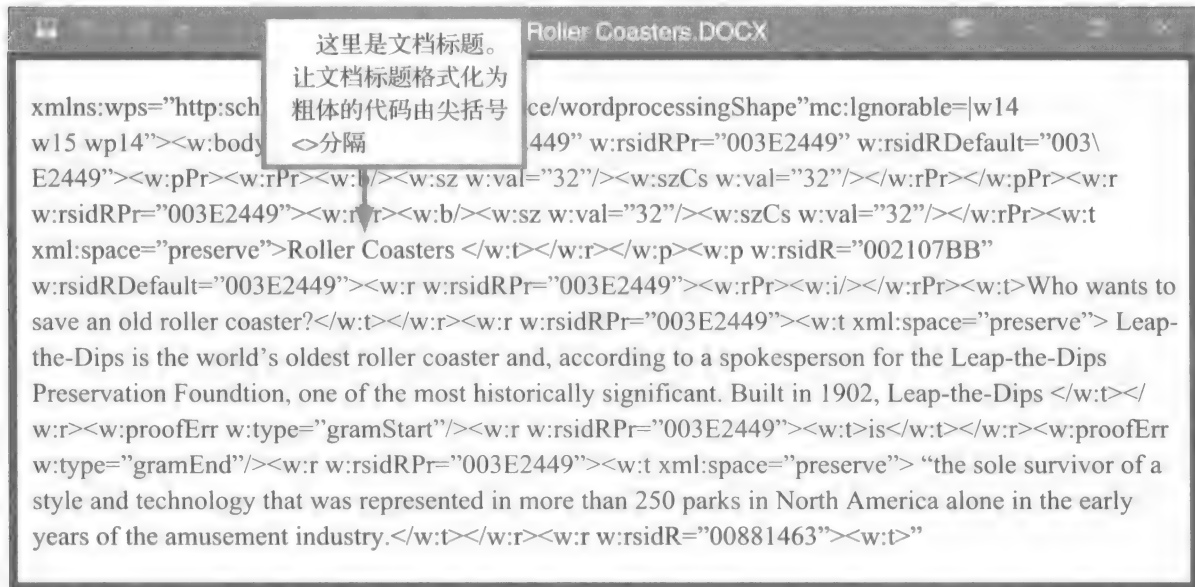 Roller Coasters.DOCX
这里是文档标题。
让文档标题格式化为
粗体的代码由尖括号
<>分隔
xmlns:wps=”http:sch ce/wordprocessingShape”mc:lgnorable=|w14
w15 wp14”><w:body 449” w:rsidRPr=”003E2449” w:rsidRDefault=”003\
E2449”><w:pPr><w:rPr><w:b/><w:sz w:val=”32”/><w:szCs w:val=”32”/></w:rPr></w:pPr><w:r
w:rsidRPr=”003E2449”><w:rPr><w:b/><w:sz w:val=”32”/><w:szCs w:val=”32”/></w:rPr><w:t
xml:space=”preserve”>Roller Coasters </w:t></w:r></w:p><w:p w:rsidR=”002107BB”
w:rsidRDefault=”003E2449”><w:r w:rsidRPr=”003E2449”><w:rPr><w:i/></w:rPr><w:t>Who wants to
save an old roller coaster?</w:t></w:r><w:r w:rsidRPr=”003E2449”><w:t xml:space=”preserve”> Leap-
the-Dips is the world’s oldest roller coaster and, according to a spokesperson for the Leap-the-Dips
Preservation Foundtion, one of the most historically significant. Built in 1902, Leap-the-Dips </w:t></
w:r><w:proofErr w:type=”gramStart”/><w:r w:rsidRPr=”003E2449”><w:t>is</w:t></w:r><w:proofErr
w:type=”gramEnd”/><w:r w:rsidRPr=”003E2449”><w:t xml:space=”preserve”> “the sole survivor of a
style and technology that was represented in more than 250 parks in North America alone in the early
years of the amusement industry.</w:t></w:r><w:r w:rsidR=”00881463”><w:t>”